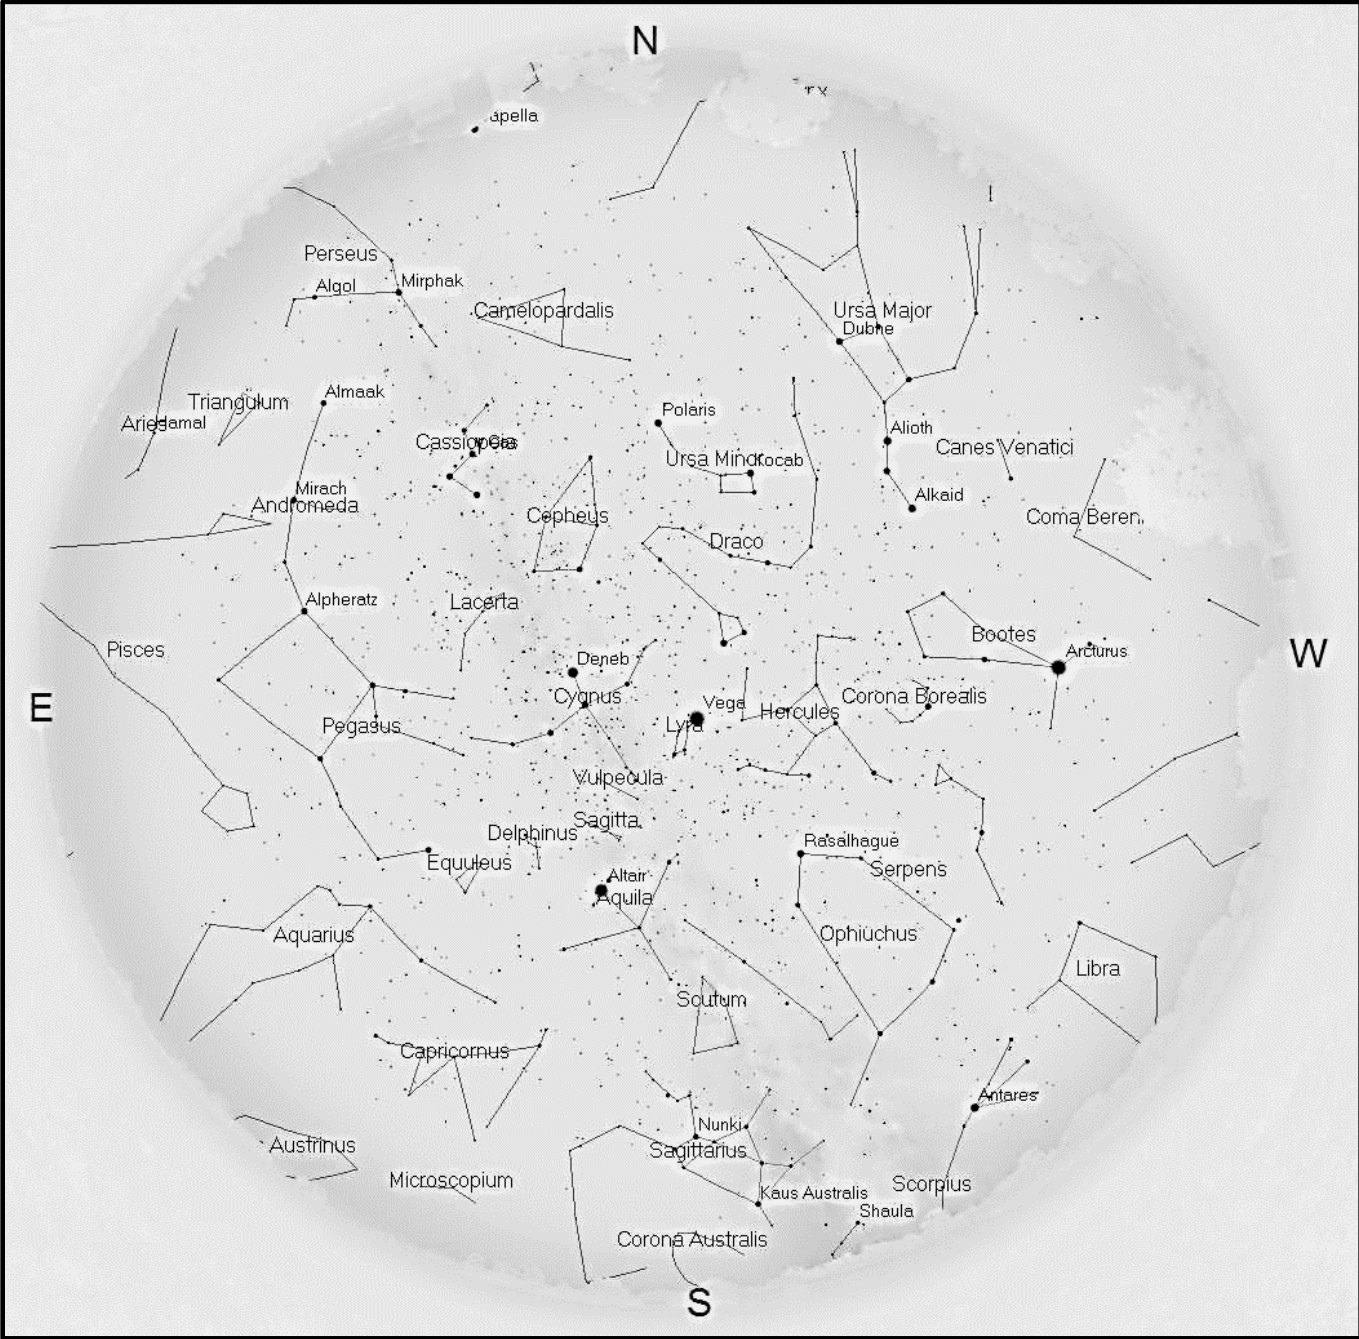 N
apella
Perseus
Algol
Mirphak
Camelopardalis
Ursa Major
Dubhe
Triangulum
Almaak
Aries
Hamal
Polaris
Cassiopeia
Ursa Minor
Kocab
Alioth
Canes Venatici
Mirach
Andromeda
Alkaid
Cepheus
Coma Beren
Draco
Alpheratz
Lacerta
Pisces
Bootes
Arcturus
W
Deneb
Cygnus
Corona Borealis
E
Pegasus
Vega
Lyra
Hercules
Vulpecula
Sagitta
Delphinus
Rasalhague
Equuleus
Serpens
Altair
Aquila
Aquarius
Ophiuchus
Libra
Scutum
Capricornus
Antares
Nunki
Austrinus
Sagittarius
Microscopium
Scorpius
Kaus Australis
Shaula
Corona Australis
S